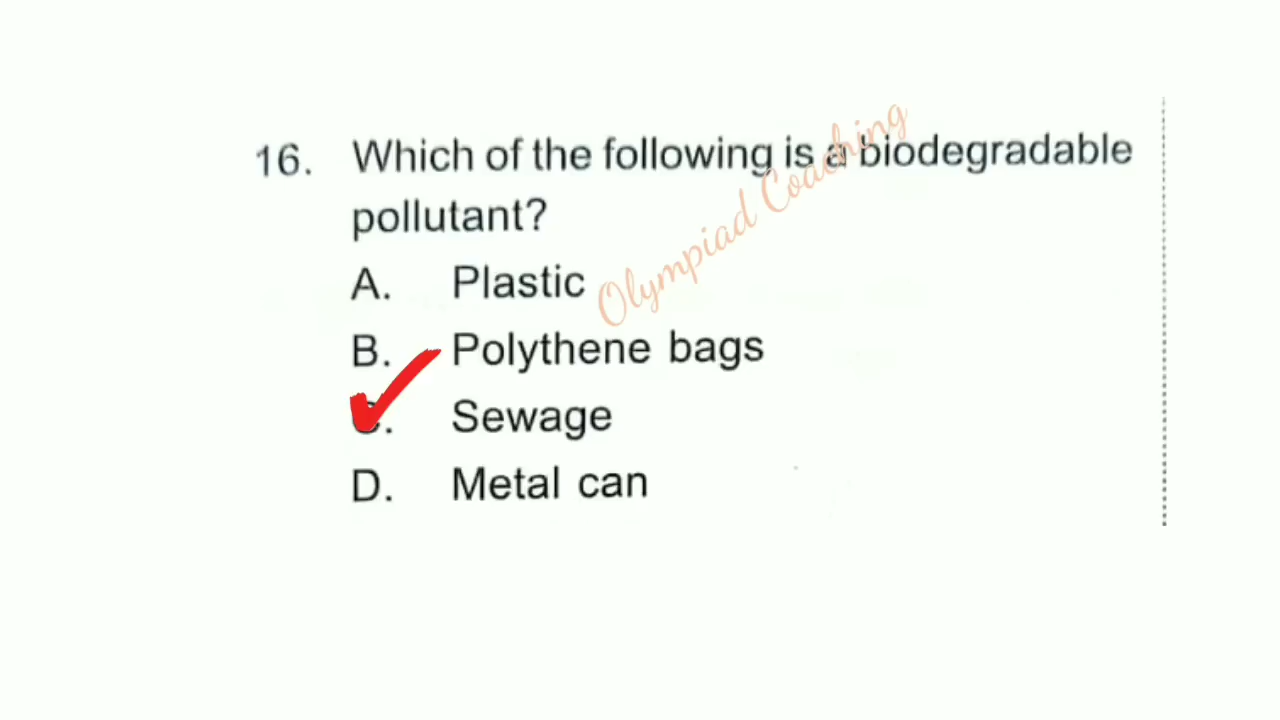 16. Which of the following is a biodegradable
pollutant?
A. Plastic
B. Polythene bags
C. Sewage
D. Metal can
Olympiad Coaching